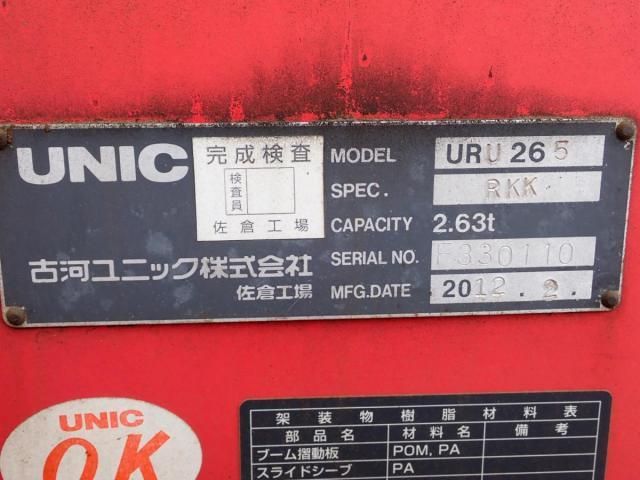 UNIC
完成検査
検査員
佐倉工場
古河ユニック株式会社
佐倉工場
MODEL URU265
SPEC. RKK
CAPACITY 2.63t
SERIAL NO. F330110
MFG.DATE 2012.2.
UNIC
OK
架装物樹脂材料表
部品名 材料名 備考
ブーム摺動板 POM, PA
スライドシーブ PA